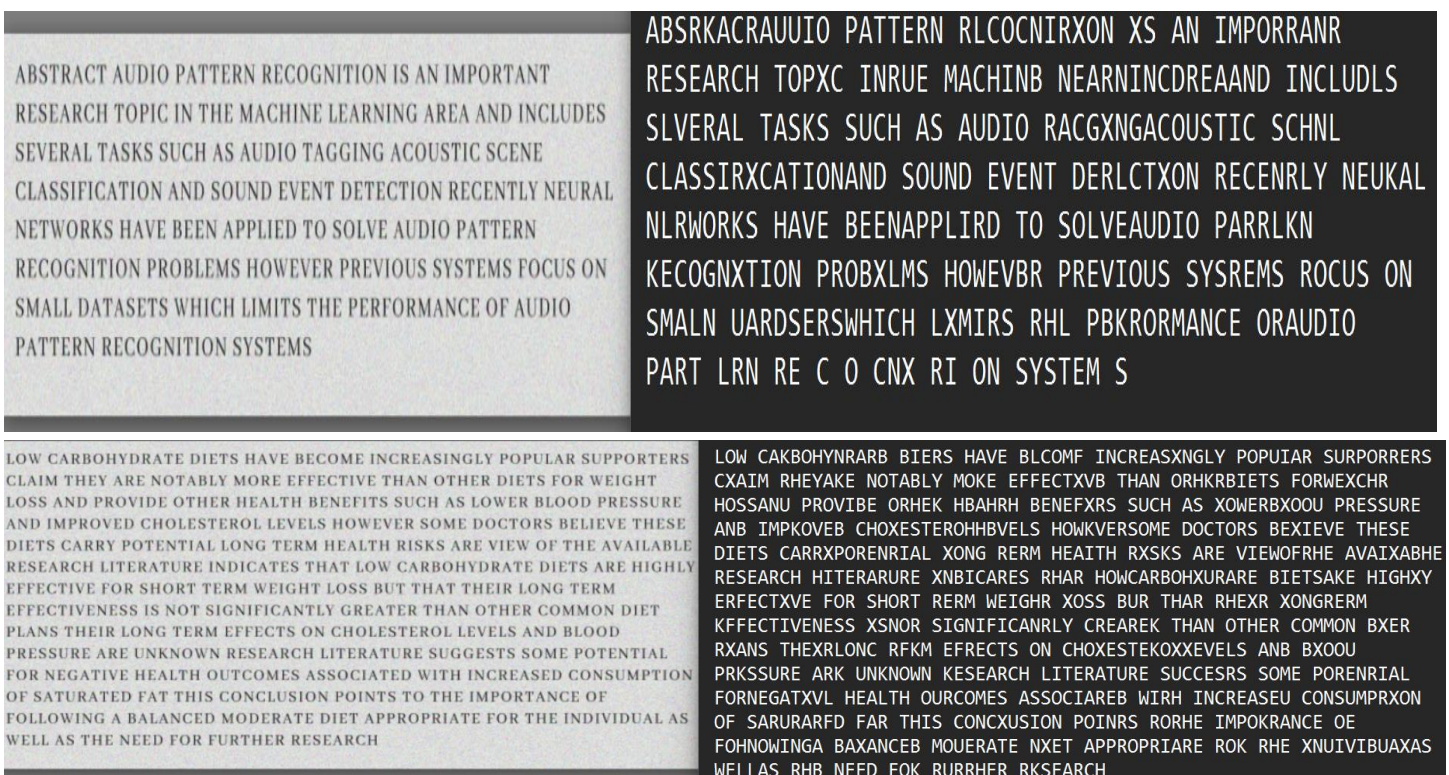 ABSTRACT AUDIO PATTERN RECOGNITION IS AN IMPORTANT
RESEARCH TOPIC IN THE MACHINE LEARNING AREA AND INCLUDES
SEVERAL TASKS SUCH AS AUDIO TAGGING ACOUSTIC SCENE
CLASSIFICATION AND SOUND EVENT DETECTION RECENTLY NEURAL
NETWORKS HAVE BEEN APPLIED TO SOLVE AUDIO PATTERN
RECOGNITION PROBLEMS HOWEVER PREVIOUS SYSTEMS FOCUS ON
SMALL DATASETS WHICH LIMITS THE PERFORMANCE OF AUDIO
PATTERN RECOGNITION SYSTEMS
ABSRKACRAUUIO PATTERN RLCOCNIRXON XS AN IMPORRANR
RESEARCH TOPXC INRUE MACHINB NEARNINCDREAAND INCLUDLS
SLVERAL TASKS SUCH AS AUDIO RACGXNGACOUSTIC SCHNL
CLASSIRXCATIONAND SOUND EVENT DERLCTXON RECENRLY NEUKAL
NLRWORKS HAVE BEENAPPLIRD TO SOLVEAUDIO PARRLKN
KECOGNXTION PROBXLMS HOWEVBR PREVIOUS SYSREMS ROCUS ON
SMALN UARDSERSWHICH LXMIRS RHL PBKRORMANCE ORAUDIO
PART LRN RE C O CNX RI ON SYSTEM S
LOW CARBOHYDRATE DIETS HAVE BECOME INCREASINGLY POPULAR SUPPORTERS
CLAIM THEY ARE NOTABLY MORE EFFECTIVE THAN OTHER DIETS FOR WEIGHT
LOSS AND PROVIDE OTHER HEALTH BENEFITS SUCH AS LOWER BLOOD PRESSURE
AND IMPROVED CHOLESTEROL LEVELS HOWEVER SOME DOCTORS BELIEVE THESE
DIETS CARRY POTENTIAL LONG TERM HEALTH RISKS ARE VIEW OF THE AVAILABLE
RESEARCH LITERATURE INDICATES THAT LOW CARBOHYDRATE DIETS ARE HIGHLY
EFFECTIVE FOR SHORT TERM WEIGHT LOSS BUT THAT THEIR LONG TERM
EFFECTIVENESS IS NOT SIGNIFICANTLY GREATER THAN OTHER COMMON DIET
PLANS THEIR LONG TERM EFFECTS ON CHOLESTEROL LEVELS AND BLOOD
PRESSURE ARE UNKNOWN RESEARCH LITERATURE SUGGESTS SOME POTENTIAL
FOR NEGATIVE HEALTH OUTCOMES ASSOCIATED WITH INCREASED CONSUMPTION
OF SATURATED FAT THIS CONCLUSION POINTS TO THE IMPORTANCE OF
FOLLOWING A BALANCED MODERATE DIET APPROPRIATE FOR THE INDIVIDUAL AS
WELL AS THE NEED FOR FURTHER RESEARCH
LOW CAKBOHYNRARB BIERS HAVE BLCOMF INCREASXNGLY POPUIAR SURPORRERS
CXAIM RHEYAKE NOTABLY MOKE EFFECTXVB THAN ORHKRBIETS FORWEXCHR
HOSSANU PROVIBE ORHEK HBAHRH BENEFXRS SUCH AS XOWERBXOOU PRESSURE
ANB IMPKOVEB CHOXESTEROHHBVELS HOWKVERSOME DOCTORS BEXIEVE THESE
DIETS CARRXPORENRIAL XONG RERM HEAITH RXSKS ARE VIEWOFRHE AVAIXABHE
RESEARCH HITERARURE XNBICARES RHAR HOWCARBOHXURARE BIETSAKE HIGHXY
ERFECTXVE FOR SHORT RERM WEIGHR XOSS BUR THAR RHEXR XONGRERM
KFFECTIVENESS XSNOR SIGNIFICANRLY CREAREK THAN OTHER COMMON BXER
RXANS THEXRLONC RFKM EFRECTS ON CHOXESTEKOXXEVELS ANB BXOOU
PRKSSURE ARK UNKNOWN KESEARCH LITERATURE SUCCESRS SOME PORENRIAL
FORNEGATXVL HEALTH OURCOMES ASSOCIAREB WIRH INCREASEU CONSUMPRXON
OF SARURARFD FAR THIS CONCXUSION POINRS RORHE IMPOKRANCE OE
FOHNOWINGA BAXANCEB MOUERATE NXET APPROPRIARE ROK RHE XNUIVIBUAXAS
WELLAS RHB NEED FOK RURRHER RKSEARCH